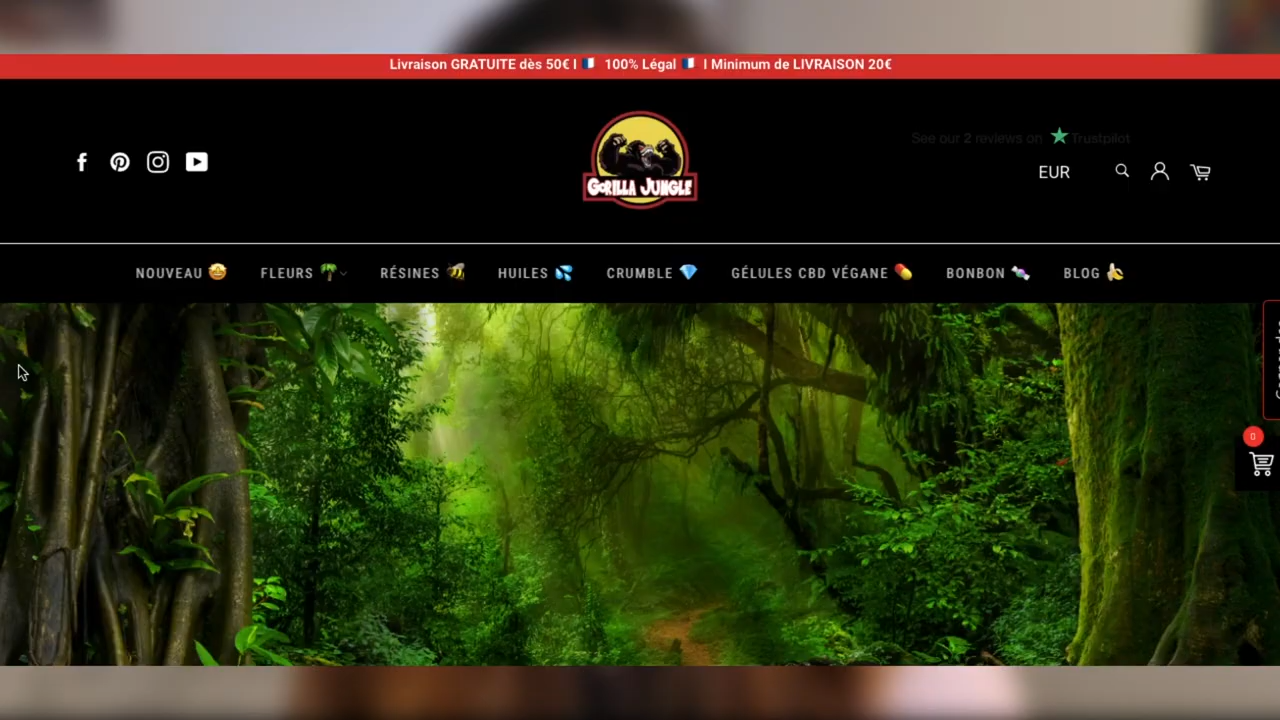 Livraison GRATUITE dès 50€ I 🇫🇷 100% Légal 🇫🇷 I Minimum de LIVRAISON 20€
See our 2 reviews on ★ Trustpilot
GORILLA JUNGLE
EUR
NOUVEAU 🤩 FLEURS 🌴 RÉSINES 🐝 HUILES 💦 CRUMBLE 💎 GÉLULES CBD VÉGANE 💊 BONBON 🍬 BLOG 🍌
0